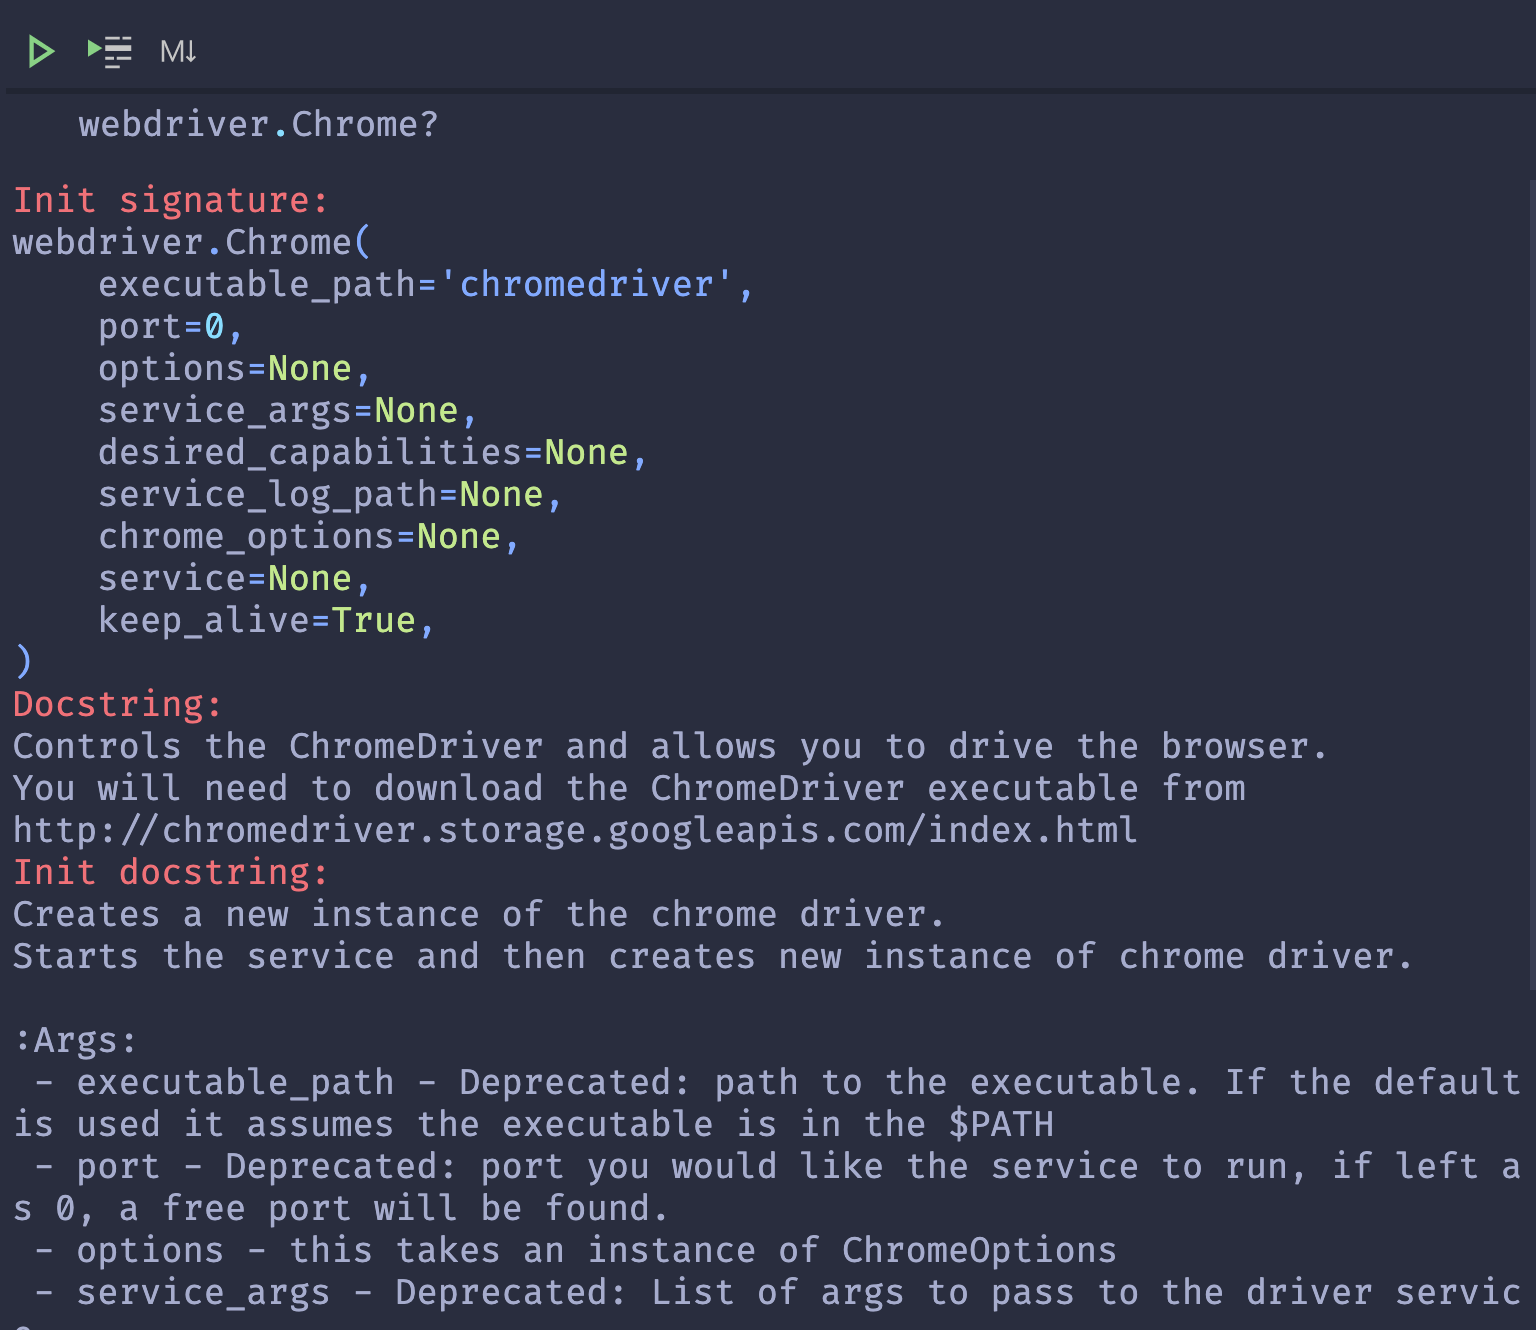 M↓
webdriver.Chrome?
Init signature:
webdriver.Chrome(
    executable_path='chromedriver',
    port=0,
    options=None,
    service_args=None,
    desired_capabilities=None,
    service_log_path=None,
    chrome_options=None,
    service=None,
    keep_alive=True,
)
Docstring:
Controls the ChromeDriver and allows you to drive the browser.
You will need to download the ChromeDriver executable from
http://chromedriver.storage.googleapis.com/index.html
Init docstring:
Creates a new instance of the chrome driver.
Starts the service and then creates new instance of chrome driver.
:Args:
 - executable_path - Deprecated: path to the executable. If the default
is used it assumes the executable is in the $PATH
 - port - Deprecated: port you would like the service to run, if left a
s 0, a free port will be found.
 - options - this takes an instance of ChromeOptions
 - service_args - Deprecated: List of args to pass to the driver servic